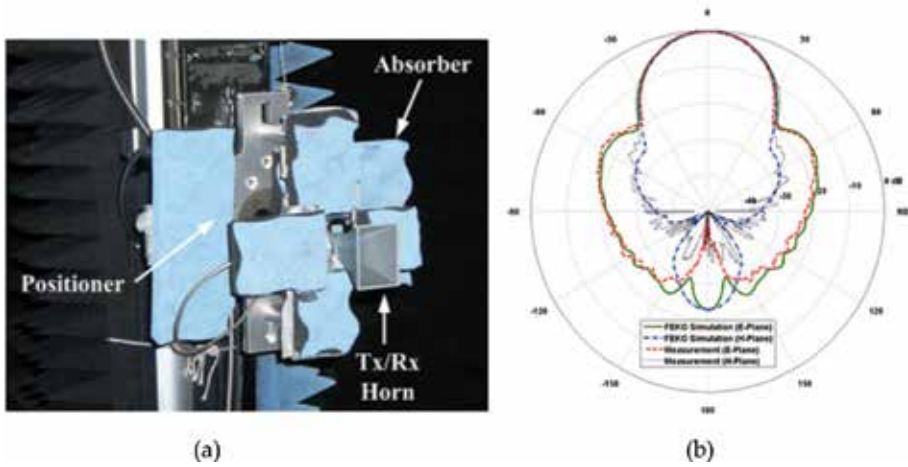 Absorber
Positioner
Tx/Rx
Horn
(a)
0
-30
30
-60
60
-90
90
0 dB
-10
-20
-30
-40
-120
120
-150
150
180
FEKO Simulation (E-Plane)
FEKO Simulation (H-Plane)
Measurement (E-Plane)
Measurement (H-Plane)
(b)